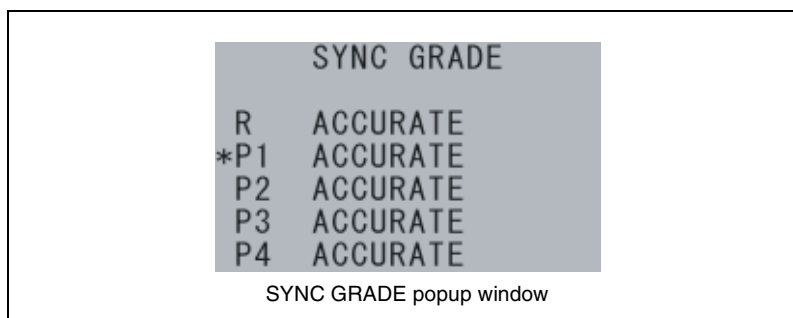 SYNC GRADE
R ACCURATE
*P1 ACCURATE
P2 ACCURATE
P3 ACCURATE
P4 ACCURATE
SYNC GRADE popup window